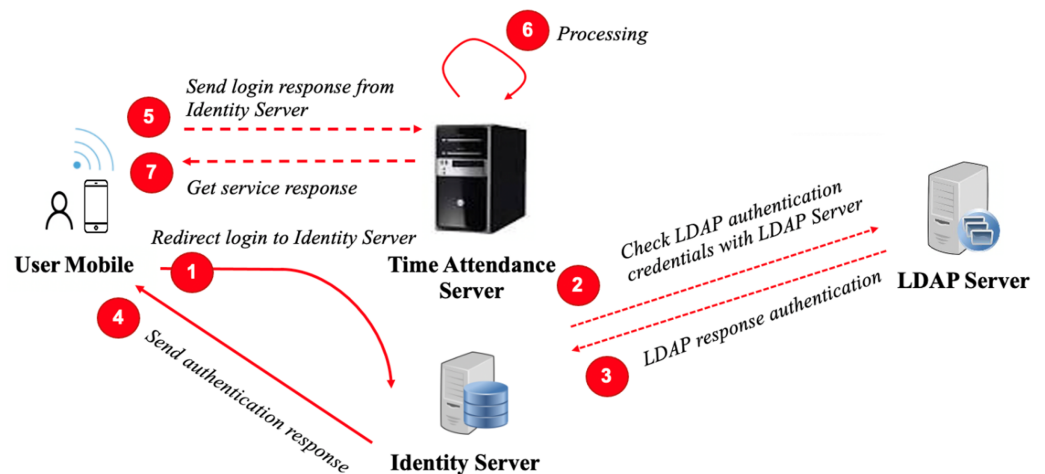 6
Processing
Send login response from
Identity Server
5
7
Get service response
User Mobile
Time Attendance
Server
Redirect login to Identity Server
1
2
Check LDAP authentication
credentials with LDAP Server
LDAP Server
LDAP response authentication
3
4
Send authentication response
Identity Server